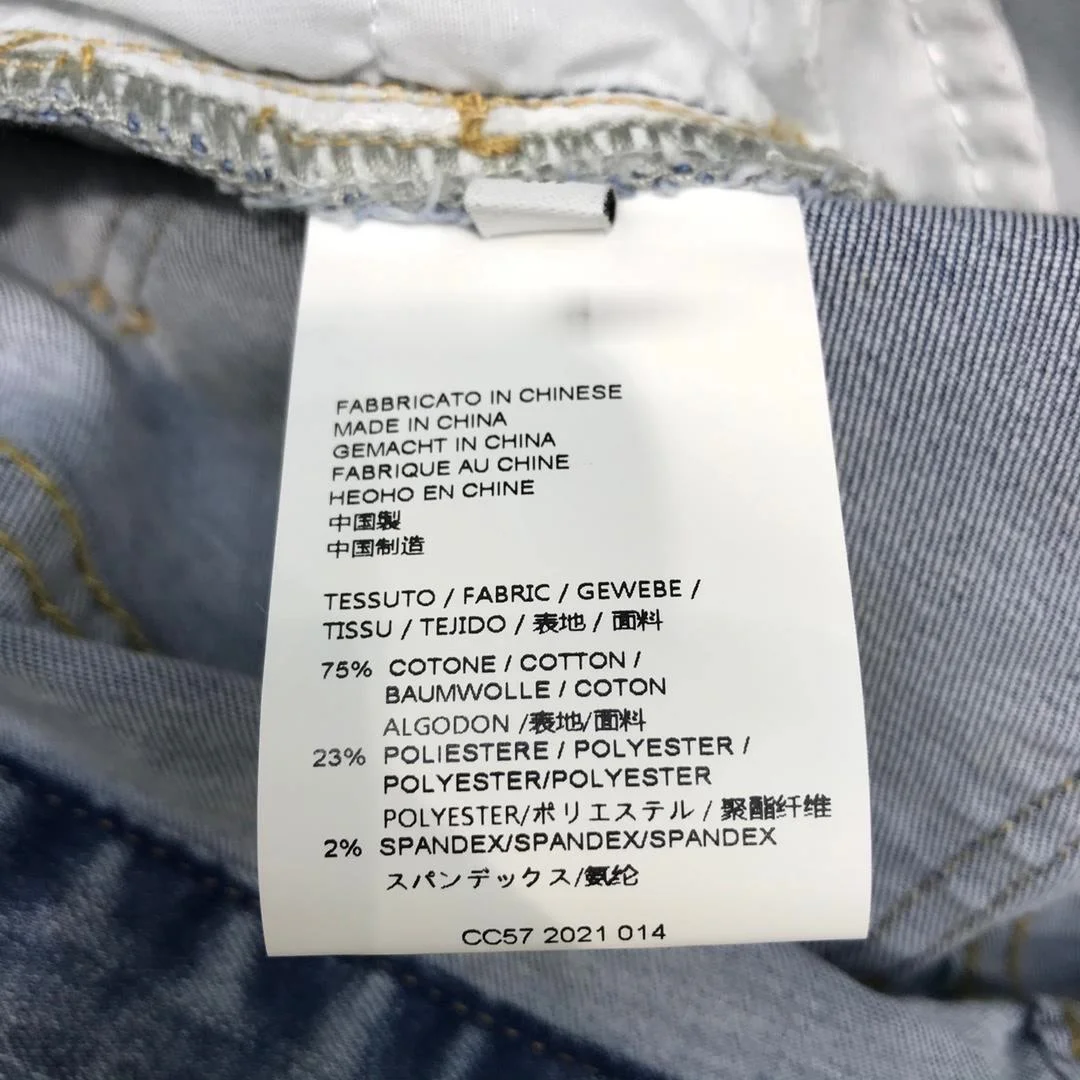 FABBRICATO IN CHINESE
MADE IN CHINA
GEMACHT IN CHINA
FABRIQUE AU CHINE
HEOHO EN CHINE
中国製
中国制造
TESSUTO / FABRIC / GEWEBE /
TISSU / TEJIDO / 表地 / 面料
75% COTONE / COTTON /
BAUMWOLLE / COTON
ALGODON /表地/面料
23% POLIESTERE / POLYESTER /
POLYESTER/POLYESTER
POLYESTER/ポリエステル / 聚酯纤维
2% SPANDEX/SPANDEX/SPANDEX
スパンデックス/氨纶
CC57 2021 014